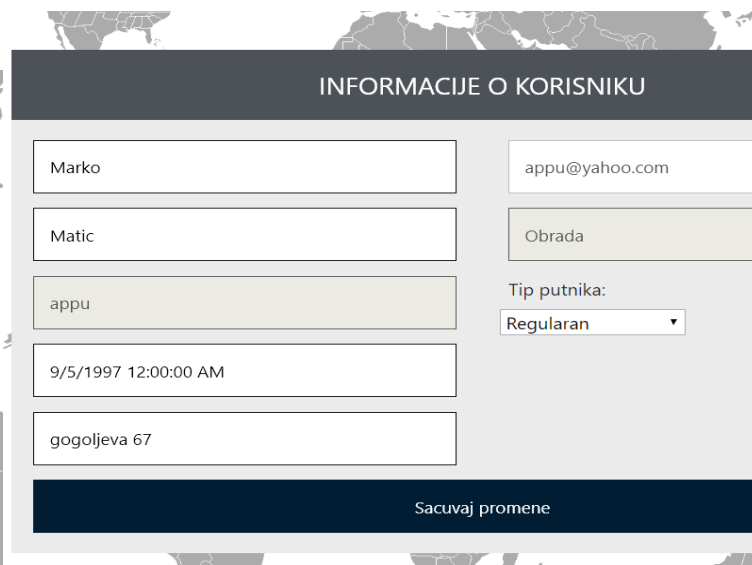 INFORMACIJE O KORISNIKU
Marko
appu@yahoo.com
Matic
Obrada
appu
Tip putnika:
Regularan
9/5/1997 12:00:00 AM
gogoljeva 67
Sacuvaj promene